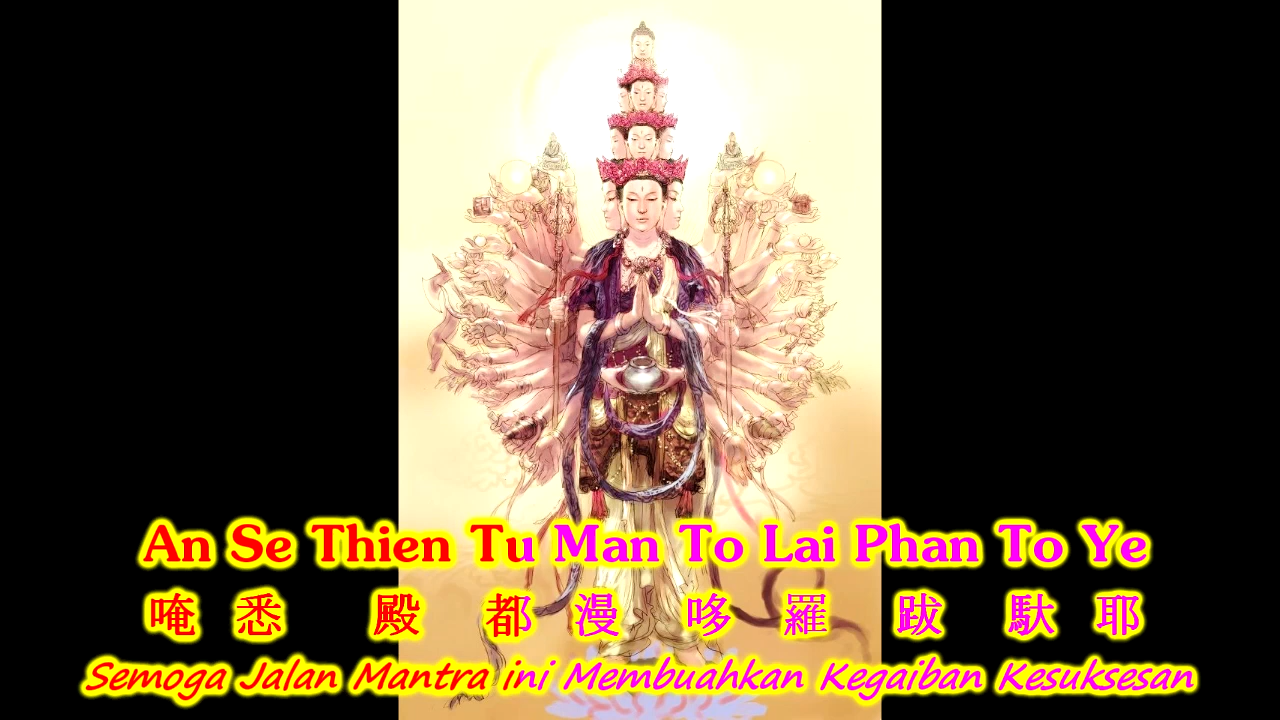 An Se Thien Tu Man To Lai Phan To Ye
唵 悉 殿 都 漫 哆 羅 跋 馱 耶
Semoga Jalan Mantra ini Membuahkan Kegaiban Kesuksesan